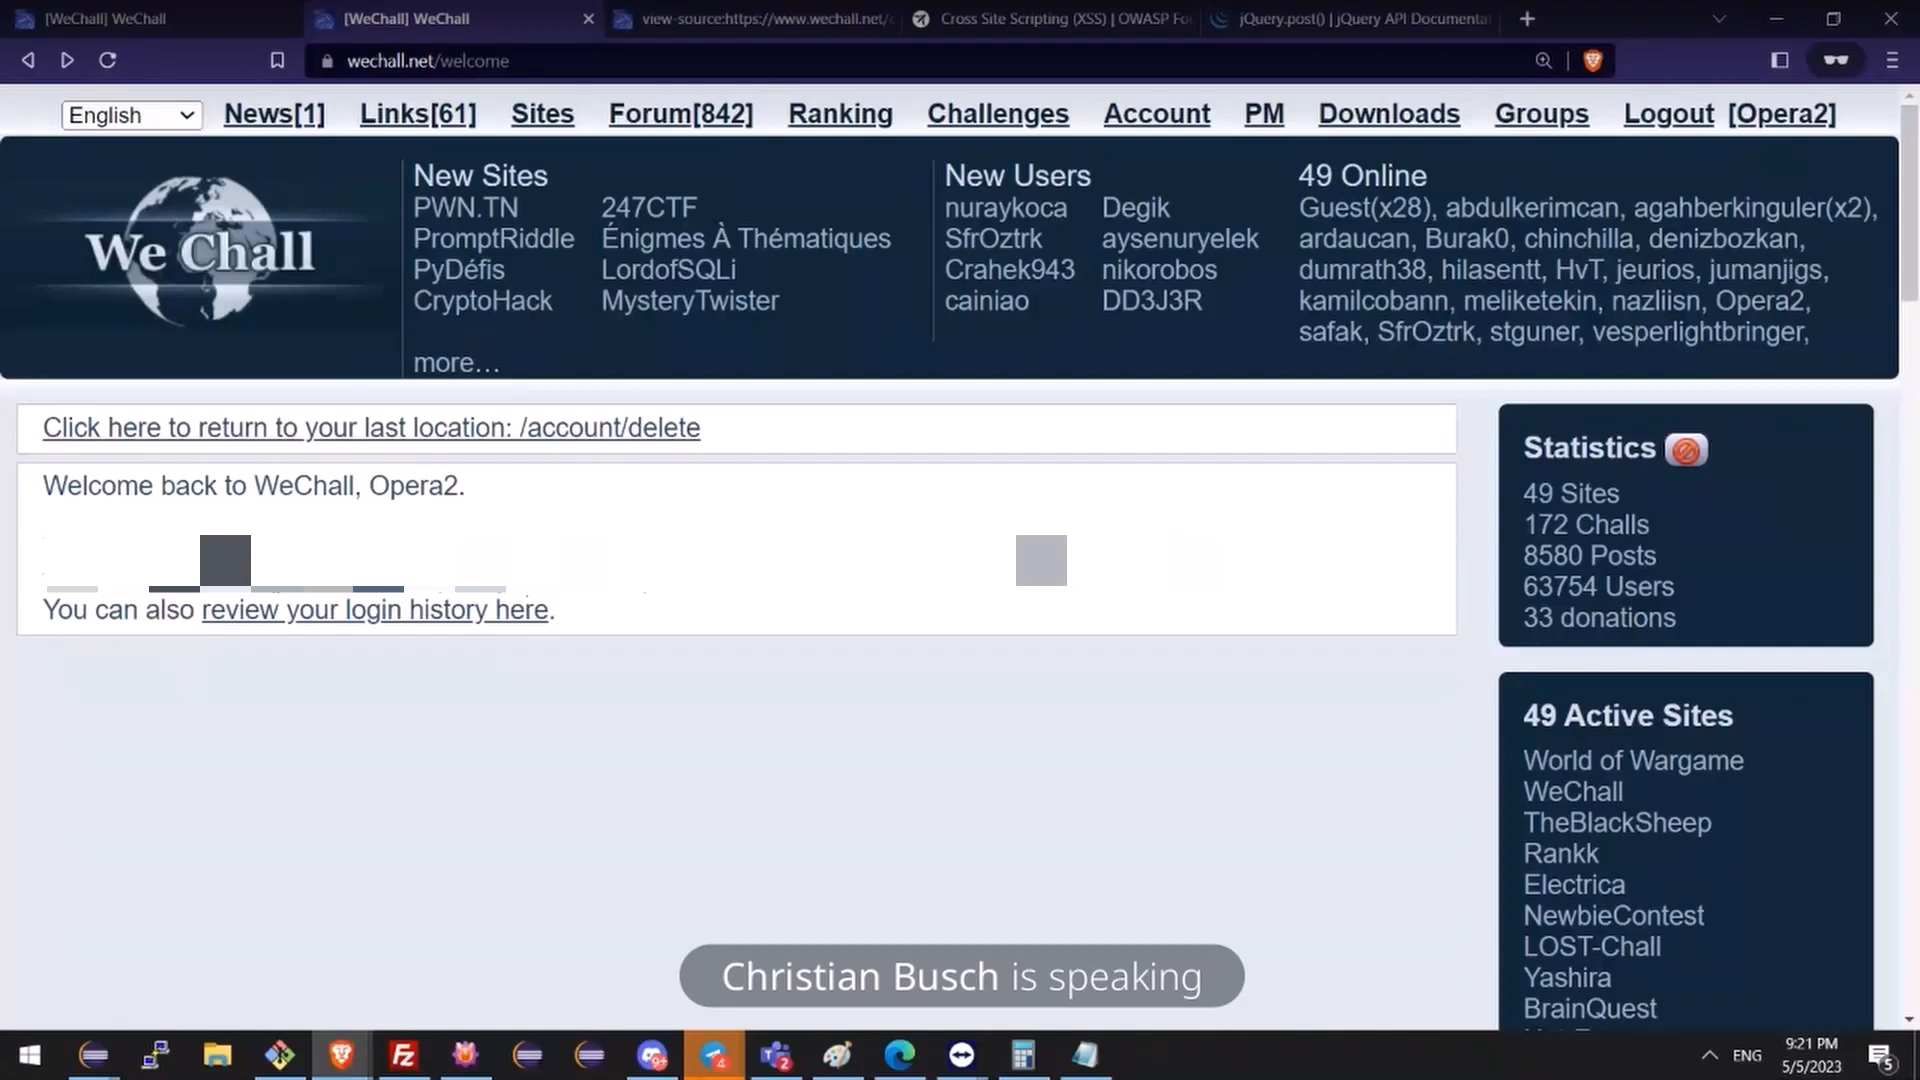 [WeChall] WeChall
[WeChall] WeChall
view-source:https://www.wechall.net/
Cross Site Scripting (XSS) | OWASP Fo
jQuery.post() | jQuery API Documenta
wechall.net/welcome
English
News[1] Links[61] Sites Forum[842] Ranking Challenges Account PM Downloads Groups Logout [Opera2]
We Chall
New Sites
PWN.TN 247CTF
PromptRiddle Énigmes À Thématiques
PyDéfis LordofSQLi
CryptoHack MysteryTwister
more…
New Users
nuraykoca Degik
SfrOztrk aysenuryelek
Crahek943 nikorobos
cainiao DD3J3R
49 Online
Guest(x28), abdulkerimcan, agahberkinguler(x2),
ardaucan, Burak0, chinchilla, denizbozkan,
dumrath38, hilasentt, HvT, jeurios, jumanjigs,
kamilcobann, meliketekin, nazliisn, Opera2,
safak, SfrOztrk, stguner, vesperlightbringer,
Click here to return to your last location: /account/delete
Welcome back to WeChall, Opera2.
You can also review your login history here.
Statistics
49 Sites
172 Challs
8580 Posts
63754 Users
33 donations
49 Active Sites
World of Wargame
WeChall
TheBlackSheep
Rankk
Electrica
NewbieContest
LOST-Chall
Yashira
BrainQuest
Christian Busch is speaking
9+
4
2
ENG
9:21 PM
5/5/2023
5